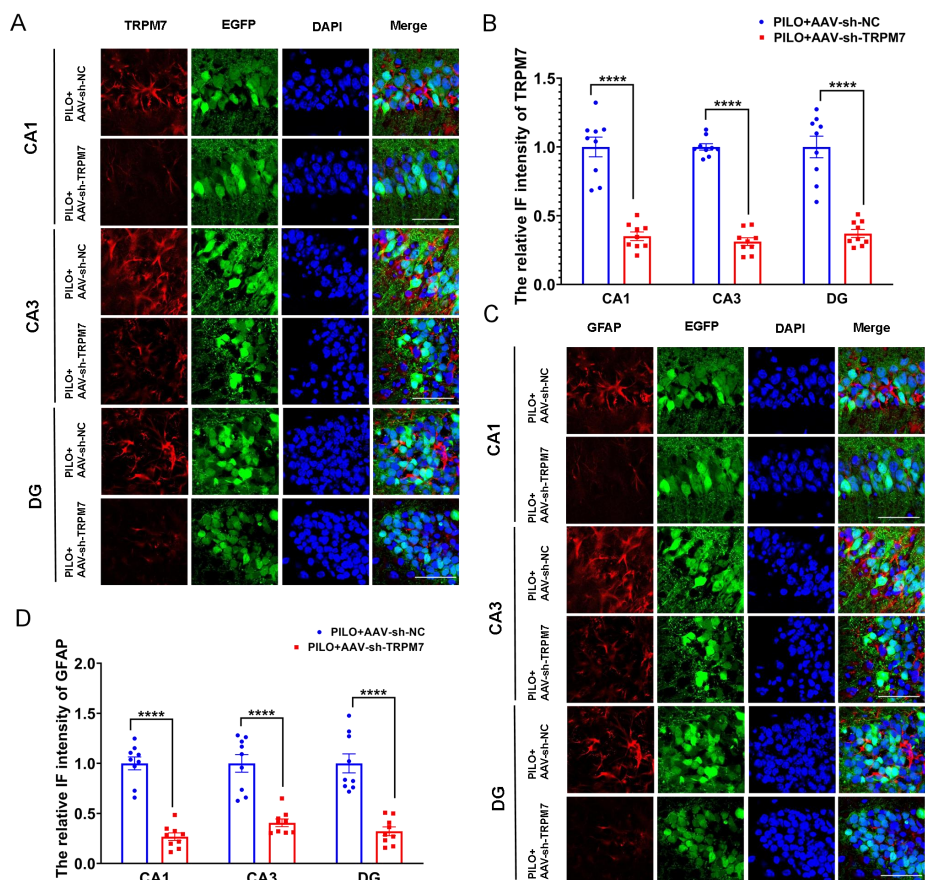 A
TRPM7 EGFP DAPI Merge
CA1
PILO+
AAV-sh-NC
PILO+
AAV-sh-TRPM7
CA3
PILO+
AAV-sh-NC
PILO+
AAV-sh-TRPM7
DG
PILO+
AAV-sh-NC
PILO+
AAV-sh-TRPM7
B
PILO+AAV-sh-NC
PILO+AAV-sh-TRPM7
The relative IF intensity of TRPM7
1.5
1.0
0.5
0.0
**** **** ****
CA1 CA3 DG
C
GFAP EGFP DAPI Merge
CA1
PILO+
AAV-sh-NC
PILO+
AAV-sh-TRPM7
CA3
PILO+
AAV-sh-NC
PILO+
AAV-sh-TRPM7
DG
PILO+
AAV-sh-NC
PILO+
AAV-sh-TRPM7
D
PILO+AAV-sh-NC
PILO+AAV-sh-TRPM7
The relative IF intensity of GFAP
2.0
1.5
1.0
0.5
0.0
**** **** ****
CA1 CA3 DG